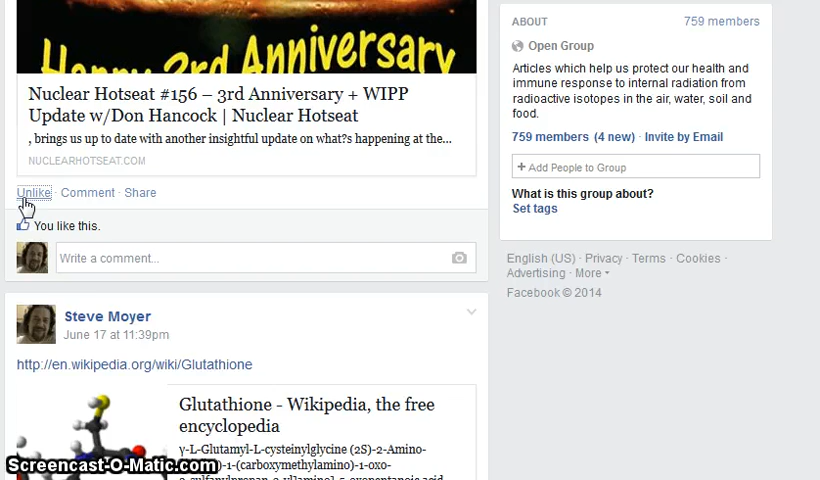 Happy 3rd Anniversary
Nuclear Hotseat #156 – 3rd Anniversary + WIPP
Update w/Don Hancock | Nuclear Hotseat
, brings us up to date with another insightful update on what?s happening at the...
NUCLEARHOTSEAT.COM
Unlike · Comment · Share
You like this.
Write a comment...
Steve Moyer
June 17 at 11:39pm
http://en.wikipedia.org/wiki/Glutathione
Glutathione - Wikipedia, the free
encyclopedia
γ-L-Glutamyl-L-cysteinylglycine (2S)-2-Amino-
)-1-(carboxymethylamino)-1-oxo-
Screencast-O-Matic.com
ABOUT
759 members
Open Group
Articles which help us protect our health and
immune response to internal radiation from
radioactive isotopes in the air, water, soil and
food.
759 members (4 new) · Invite by Email
+ Add People to Group
What is this group about?
Set tags
English (US) · Privacy · Terms · Cookies ·
Advertising · More
Facebook © 2014